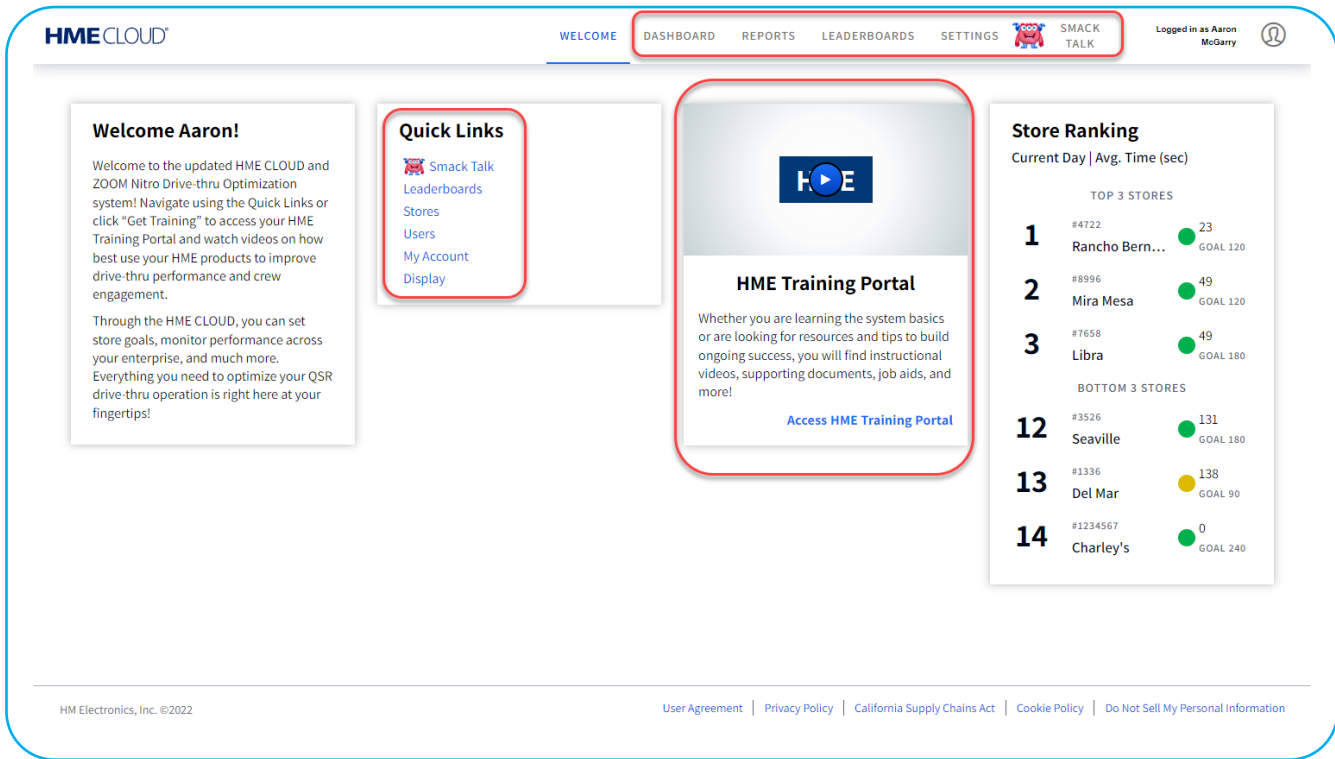 HME CLOUD®
WELCOME
DASHBOARD
REPORTS
LEADERBOARDS
SETTINGS
SMACK
TALK
Logged in as Aaron
McGarry
Welcome Aaron!
Welcome to the updated HME CLOUD and
ZOOM Nitro Drive-thru Optimization
system! Navigate using the Quick Links or
click “Get Training” to access your HME
Training Portal and watch videos on how
best use your HME products to improve
drive-thru performance and crew
engagement.
Through the HME CLOUD, you can set
store goals, monitor performance across
your enterprise, and much more.
Everything you need to optimize your QSR
drive-thru operation is right here at your
fingertips!
Quick Links
Smack Talk
Leaderboards
Stores
Users
My Account
Display
H E
HME Training Portal
Whether you are learning the system basics
or are looking for resources and tips to build
ongoing success, you will find instructional
videos, supporting documents, job aids, and
more!
Access HME Training Portal
Store Ranking
Current Day | Avg. Time (sec)
TOP 3 STORES
1 #4722 Rancho Bern... 23 GOAL 120
2 #8996 Mira Mesa 49 GOAL 120
3 #7658 Libra 49 GOAL 180
BOTTOM 3 STORES
12 #3526 Seaville 131 GOAL 180
13 #1336 Del Mar 138 GOAL 90
14 #1234567 Charley's 0 GOAL 240
HM Electronics, Inc. ©2022
User Agreement | Privacy Policy | California Supply Chains Act | Cookie Policy | Do Not Sell My Personal Information